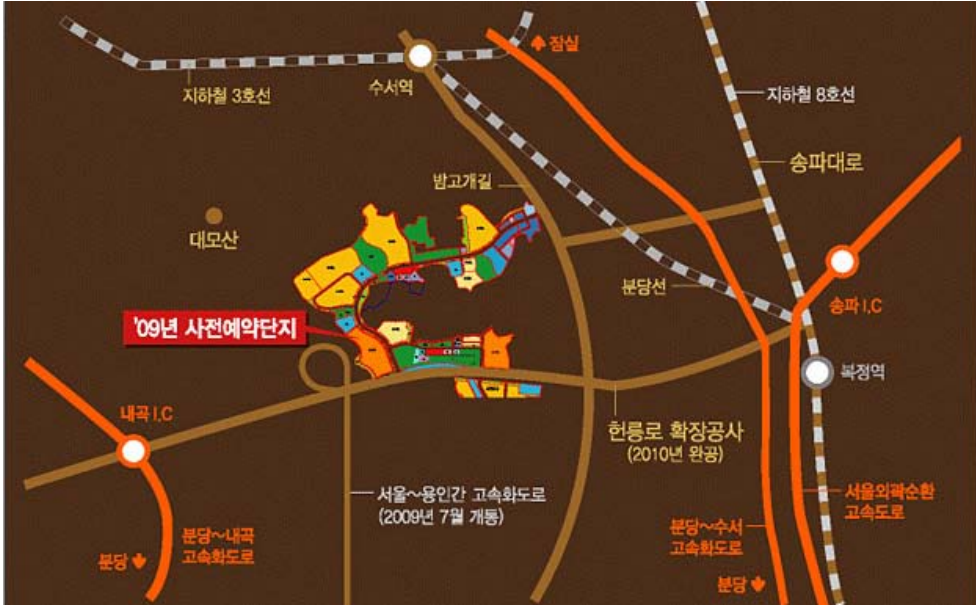 잠실
지하철 3호선
수서역
지하철 8호선
송파대로
밤고개길
대모산
분당선
송파 I.C
'09년 사전예약단지
복정역
내곡 I.C
헌릉로 확장공사
(2010년 완공)
서울~용인간 고속화도로
(2009년 7월 개통)
서울외곽순환
고속도로
분당~내곡
고속화도로
분당
분당~수서
고속화도로
분당